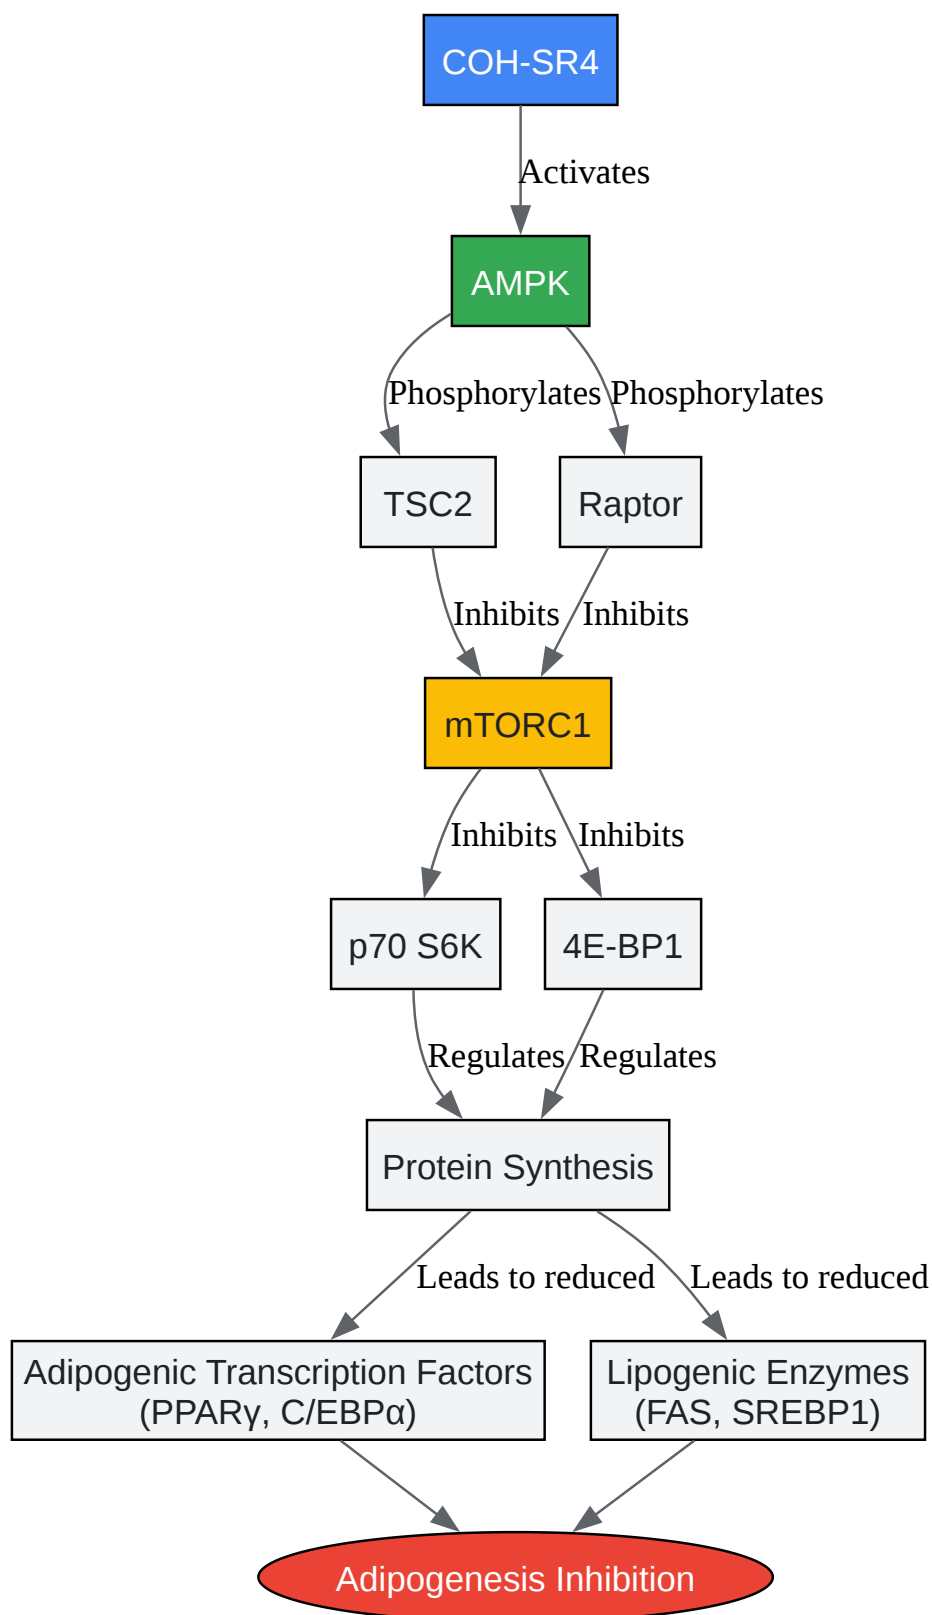 COH-SR4
Activates
AMPK
Phosphorylates
Phosphorylates
TSC2
Raptor
Inhibits
Inhibits
mTORC1
Inhibits
Inhibits
p70 S6K
4E-BP1
Regulates
Regulates
Protein Synthesis
Leads to reduced
Leads to reduced
Adipogenic Transcription Factors
(PPARγ, C/EBPα)
Lipogenic Enzymes
(FAS, SREBP1)
Adipogenesis Inhibition